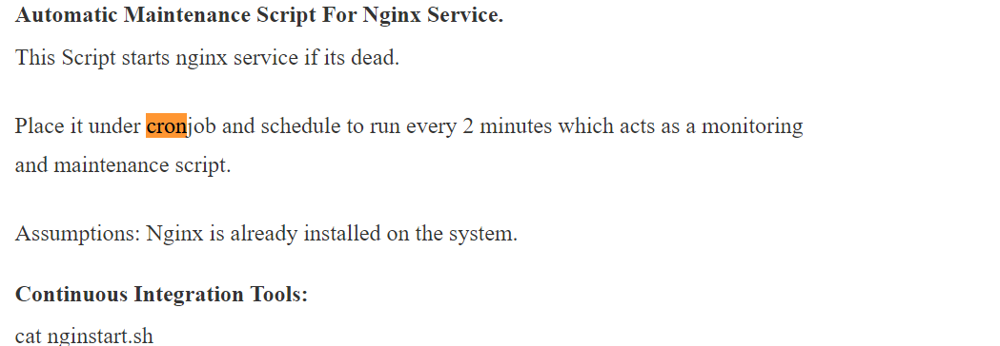 Automatic Maintenance Script For Nginx Service.
This Script starts nginx service if its dead.
Place it under cronjob and schedule to run every 2 minutes which acts as a monitoring
and maintenance script.
Assumptions: Nginx is already installed on the system.
Continuous Integration Tools:
cat nginstart.sh